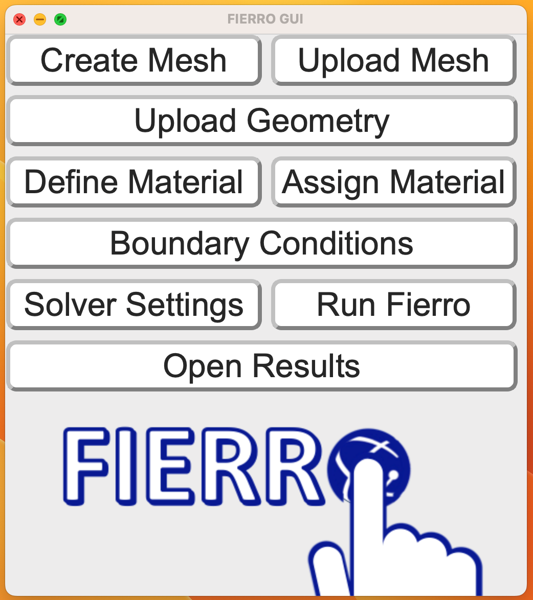 FIERRO GUI
Create Mesh Upload Mesh
Upload Geometry
Define Material Assign Material
Boundary Conditions
Solver Settings Run Fierro
Open Results
FIERRO